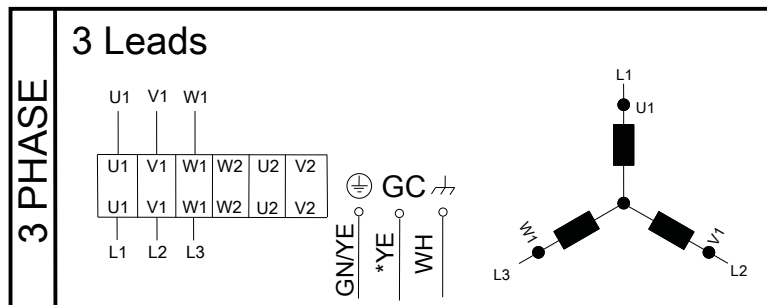 3 PHASE
3 Leads
U1 V1 W1
U1 V1 W1 W2 U2 V2
U1 V1 W1 W2 U2 V2
L1 L2 L3
GC
GN/YE
*YE
WH
L1
U1
W1
V1
L3
L2